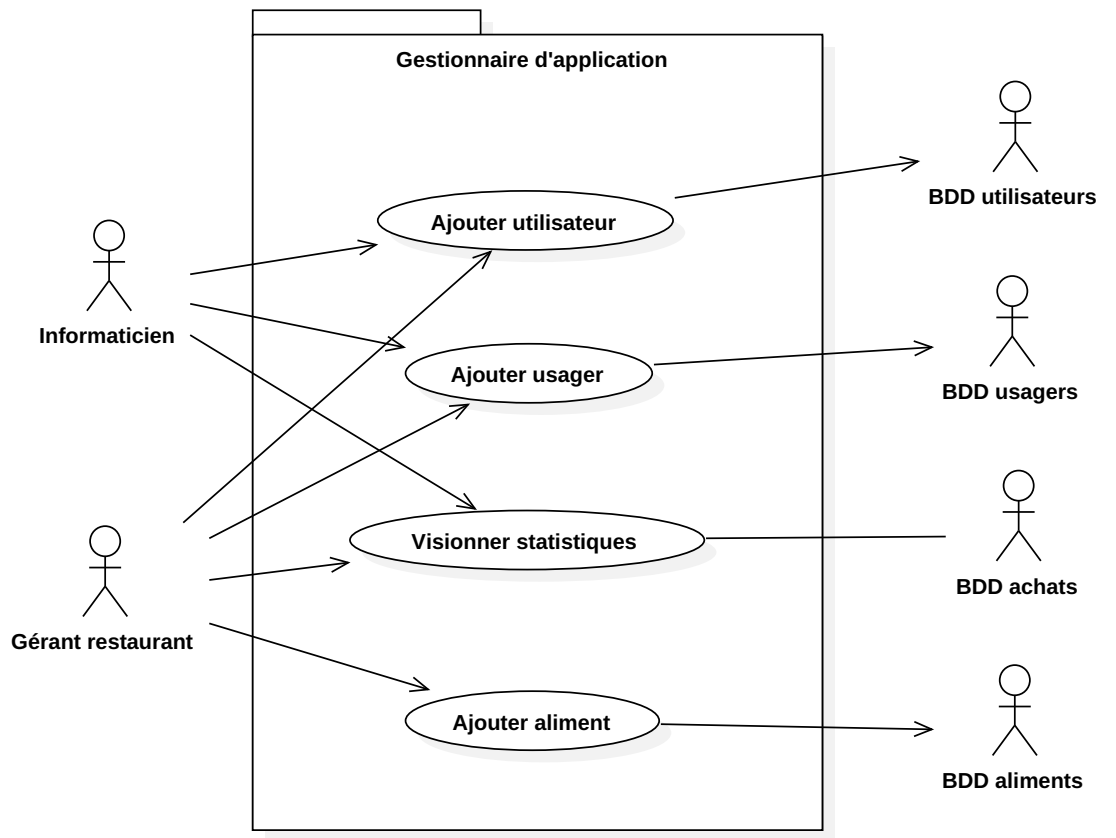 Gestionnaire d'application
BDD utilisateurs
Ajouter utilisateur
Informaticien
Ajouter usager
BDD usagers
Visionner statistiques
BDD achats
Gérant restaurant
Ajouter aliment
BDD aliments